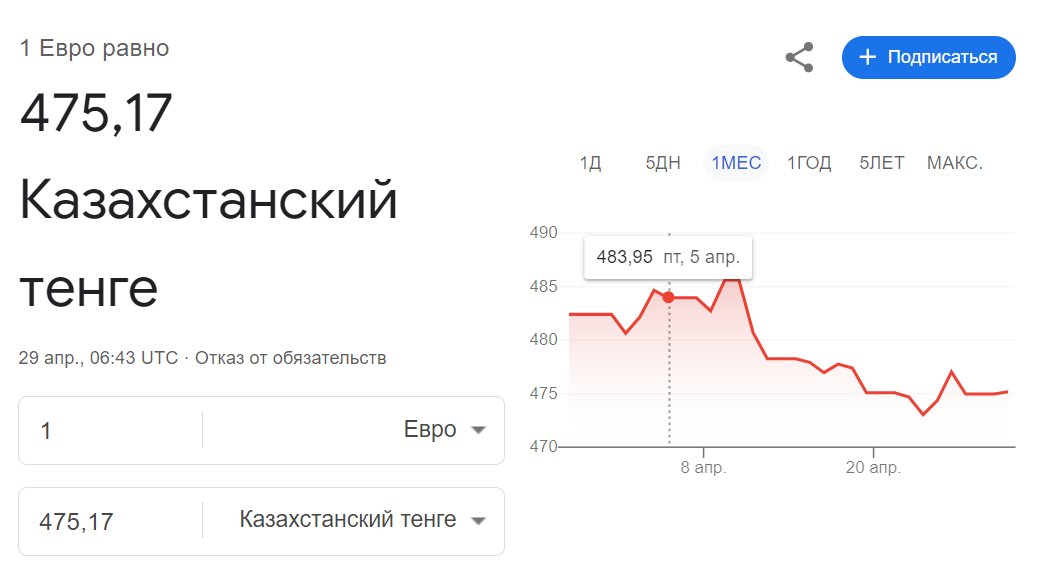 1 Евро равно
475,17
Казахстанский
тенге
29 апр., 06:43 UTC · Отказ от обязательств
1
Евро
475,17
Казахстанский тенге
Подписаться
1Д 5ДН 1МЕС 1ГОД 5ЛЕТ МАКС.
490
483,95 пт, 5 апр.
485
480
475
470
8 апр. 20 апр.